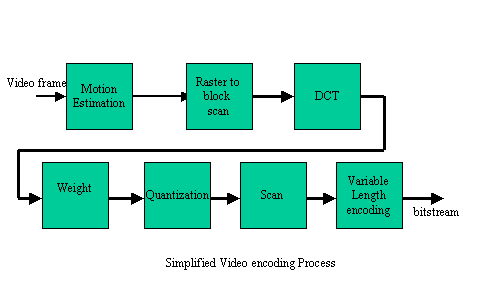 Video frame
Motion
Estimation
Raster to
block
scan
DCT
Weight
Quantization
Scan
Variable
Length
encoding
bitstream
Simplified Video encoding Process